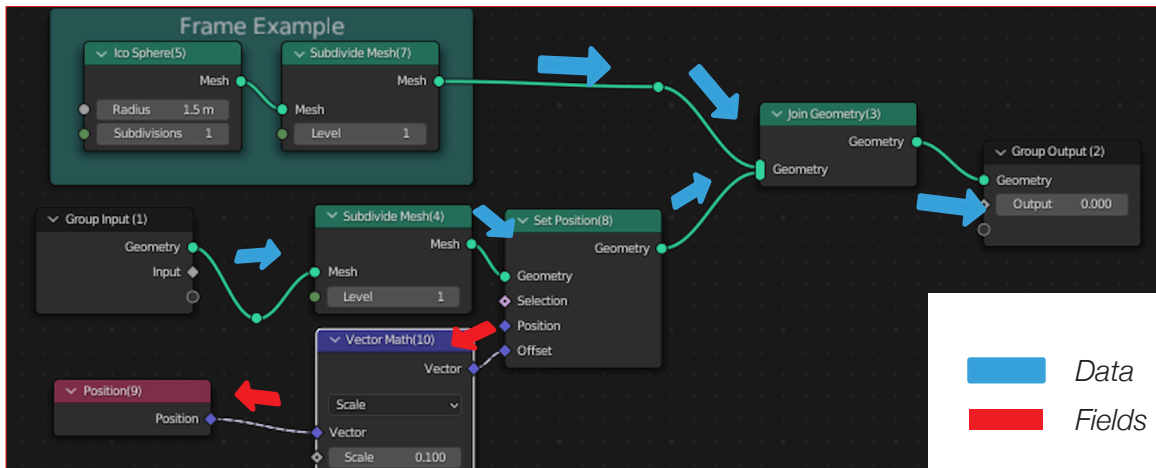 Frame Example
Ico Sphere(5)
Mesh
Radius 1.5 m
Subdivisions 1
Subdivide Mesh(7)
Mesh
Mesh
Level 1
Join Geometry(3)
Geometry
Geometry
Group Output (2)
Geometry
Output 0.000
Group Input (1)
Geometry
Input
Subdivide Mesh(4)
Mesh
Mesh
Level 1
Set Position(8)
Geometry
Geometry
Selection
Position
Offset
Vector Math(10)
Vector
Scale
Vector
Scale 0.100
Position(9)
Position
Data
Fields